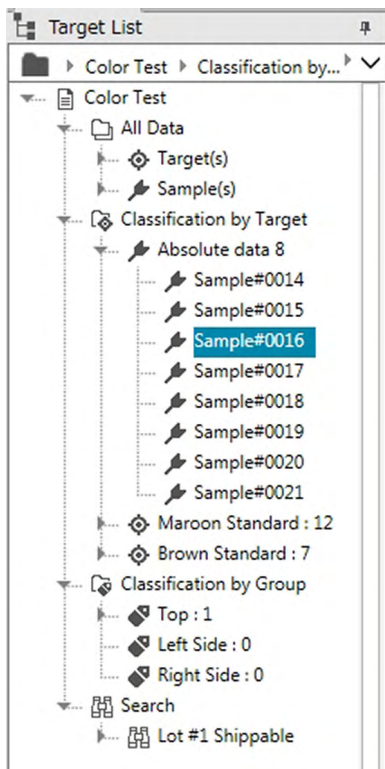 Target List
Color Test Classification by...
Color Test
All Data
Target(s)
Sample(s)
Classification by Target
Absolute data 8
Sample#0014
Sample#0015
Sample#0016
Sample#0017
Sample#0018
Sample#0019
Sample#0020
Sample#0021
Maroon Standard : 12
Brown Standard : 7
Classification by Group
Top : 1
Left Side : 0
Right Side : 0
Search
Lot #1 Shippable